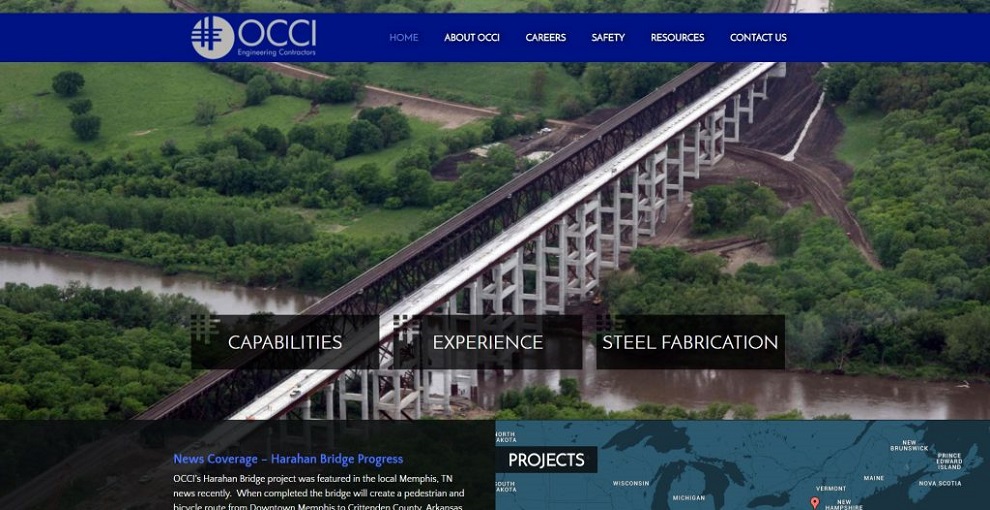 OCCI
Engineering Contractors
HOME ABOUT OCCI CAREERS SAFETY RESOURCES CONTACT US
CAPABILITIES EXPERIENCE STEEL FABRICATION
News Coverage – Harahan Bridge Progress
OCCI's Harahan Bridge project was featured in the local Memphis, TN
news recently. When completed the bridge will create a pedestrian and
bicycle route from Downtown Memphis to Crittenden County, Arkansas
PROJECTS
NORTH
DAKOTA
SOUTH
DAKOTA
WISCONSIN
MICHIGAN
VERMONT
NEW
HAMPSHIRE
MAINE
NEW
BRUNSWICK
PRINCE
EDWARD
ISLAND
NOVA SCOTIA